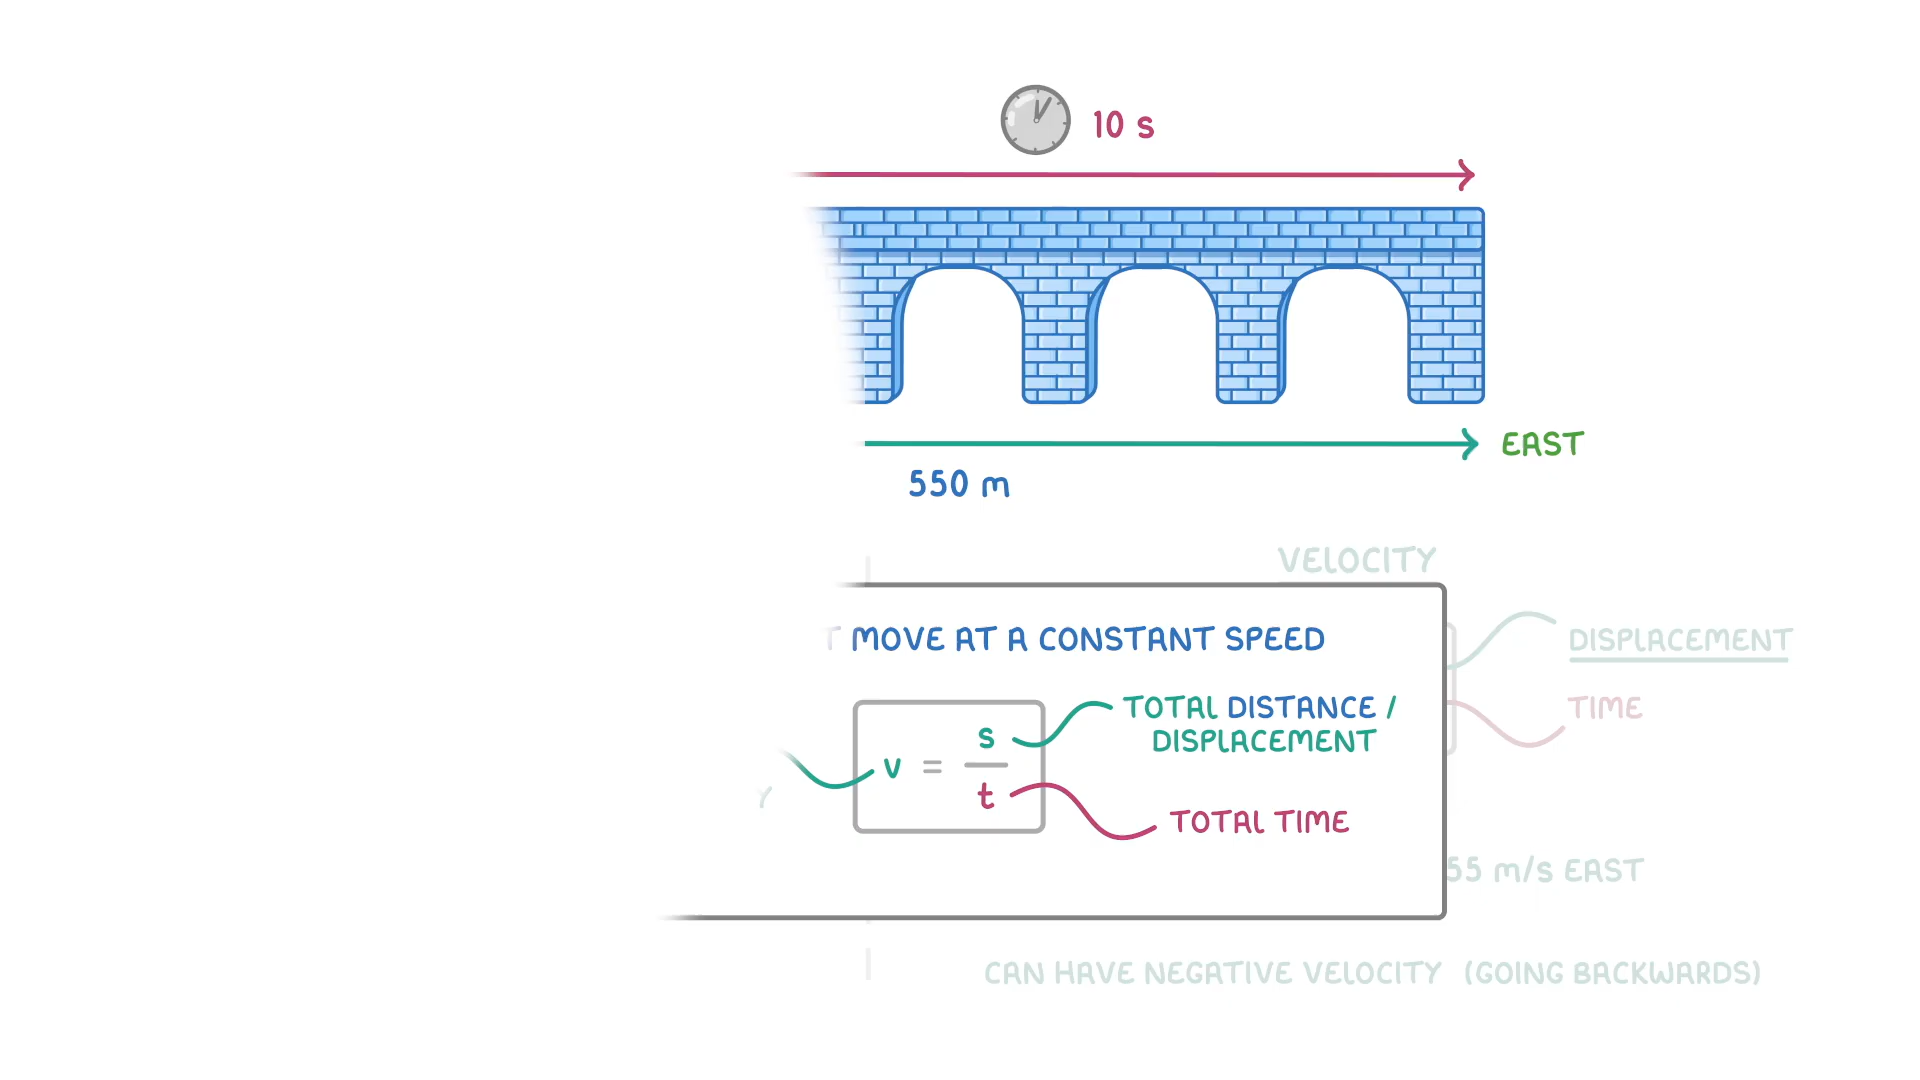 10 s
EAST
550 m
VELOCITY
MOVE AT A CONSTANT SPEED
DISPLACEMENT
TOTAL DISTANCE /
DISPLACEMENT
TIME
v = s
t
TOTAL TIME
55 m/s EAST
CAN HAVE NEGATIVE VELOCITY (GOING BACKWARDS)